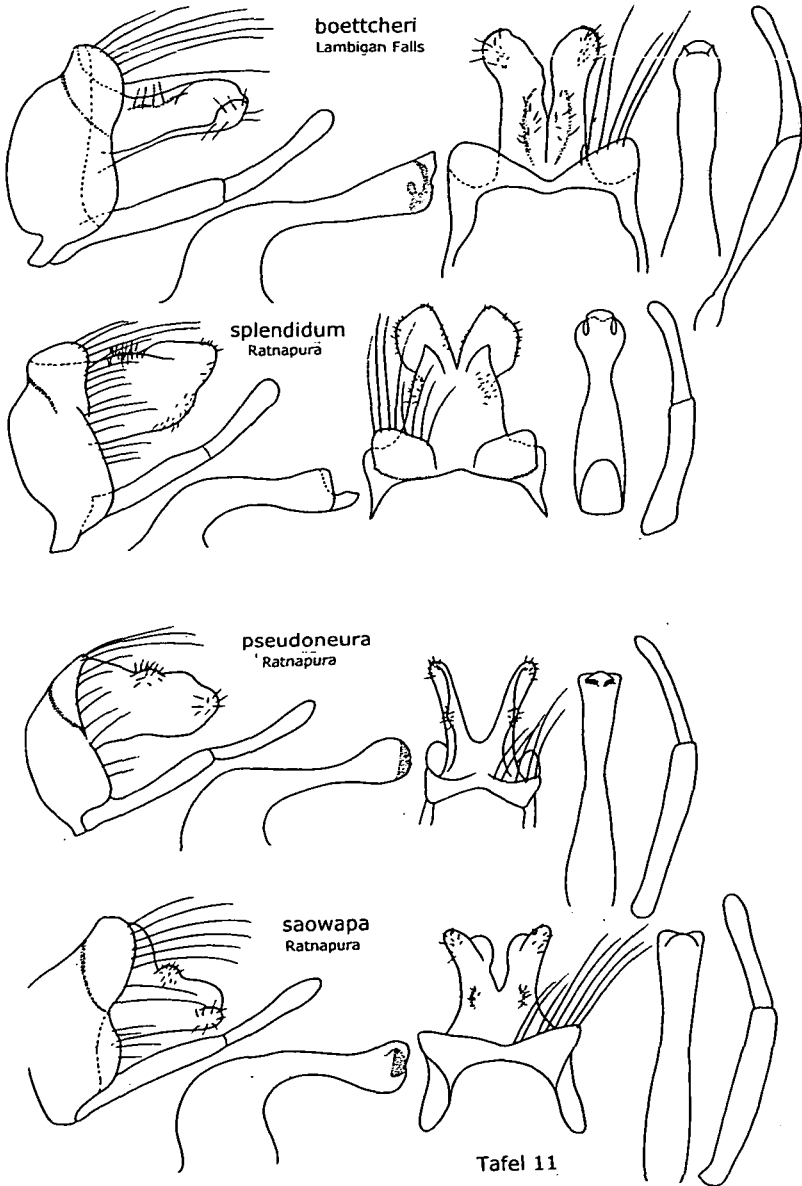 boettcheri
Lambigan Falls
splendidum
Ratnapura
pseudoneura
Ratnapura
saowapa
Ratnapura
Tafel 11